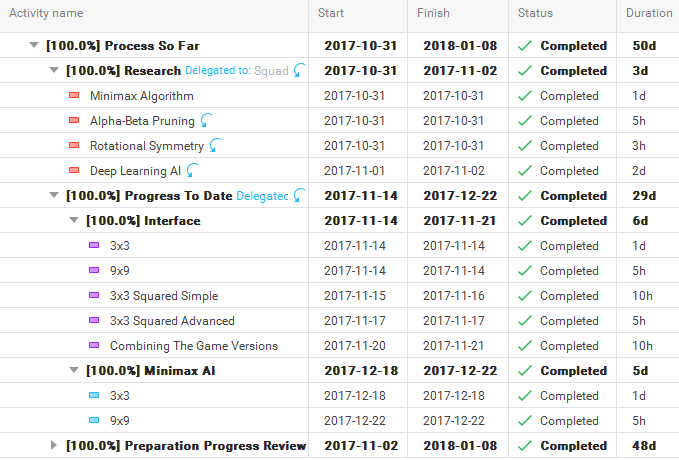 Activity name Start Finish Status Duration
[100.0%] Process So Far 2017-10-31 2018-01-08 Completed 50d
[100.0%] Research Delegated to: Squad 2017-10-31 2017-11-02 Completed 3d
Minimax Algorithm 2017-10-31 2017-10-31 Completed 1d
Alpha-Beta Pruning 2017-10-31 2017-10-31 Completed 5h
Rotational Symmetry 2017-10-31 2017-10-31 Completed 3h
Deep Learning AI 2017-11-01 2017-11-02 Completed 2d
[100.0%] Progress To Date Delegated 2017-11-14 2017-12-22 Completed 29d
[100.0%] Interface 2017-11-14 2017-11-21 Completed 6d
3x3 2017-11-14 2017-11-14 Completed 1d
9x9 2017-11-14 2017-11-14 Completed 5h
3x3 Squared Simple 2017-11-15 2017-11-16 Completed 10h
3x3 Squared Advanced 2017-11-17 2017-11-17 Completed 5h
Combining The Game Versions 2017-11-20 2017-11-21 Completed 10h
[100.0%] Minimax AI 2017-12-18 2017-12-22 Completed 5d
3x3 2017-12-18 2017-12-18 Completed 1d
9x9 2017-12-22 2017-12-22 Completed 5h
[100.0%] Preparation Progress Review 2017-11-02 2018-01-08 Completed 48d